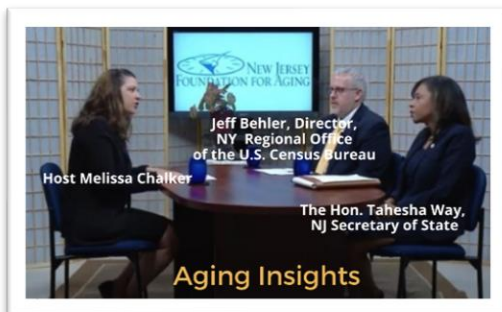 NEW JERSEY
FOUNDATION FOR AGING
Jeff Behler, Director,
NY Regional Office
of the U.S. Census Bureau
Host Melissa Chalker
The Hon. Tahesha Way,
NJ Secretary of State
Aging Insights